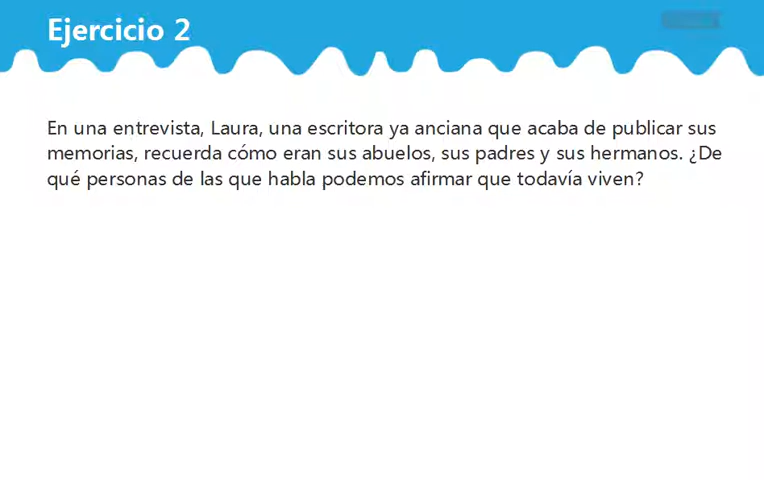 Ejercicio 2
En una entrevista, Laura, una escritora ya anciana que acaba de publicar sus
memorias, recuerda cómo eran sus abuelos, sus padres y sus hermanos. ¿De
qué personas de las que habla podemos afirmar que todavía viven?